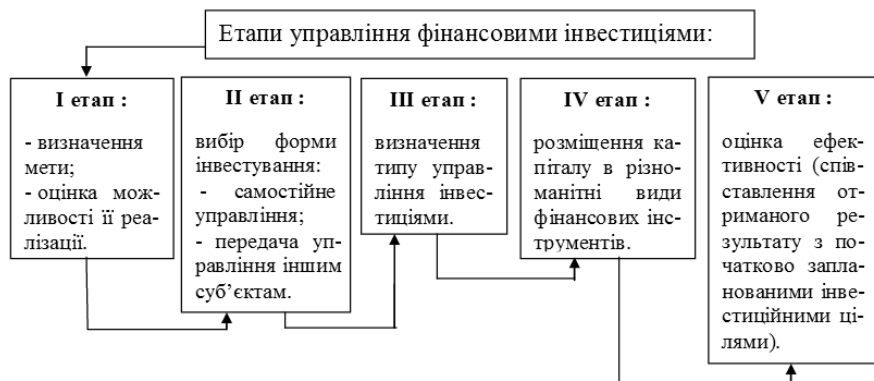 Етапи управління фінансовими інвестиціями:
І етап :
- визначення
мети;
- оцінка мож-
ливості її реа-
лізації.
ІІ етап :
вибір форми
інвестування:
- самостійне
управління;
- передача уп-
равління іншим
суб’єктам.
ІІІ етап :
визначення
типу управ-
ління інвес-
тиціями.
IV етап :
розміщення ка-
піталу в різно-
манітні види
фінансових інс-
трументів.
V етап :
оцінка ефек-
тивності (спів-
ставлення от-
риманого ре-
зультату з по-
чатково запла-
нованими інве-
стиційними ці-
лями).